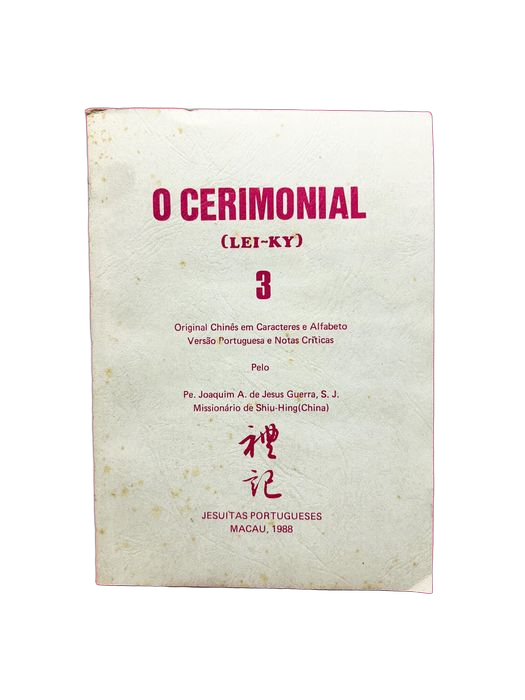 O CERIMONIAL
(LEI~KY)
3
Original Chinês em Caracteres e Alfabeto
Versão Portuguesa e Notas Críticas
Pelo
Pe. Joaquim A. de Jesus Guerra, S. J.
Missionário de Shiu-Hing(China)
禮
記
JESUÍTAS PORTUGUESES
MACAU, 1988